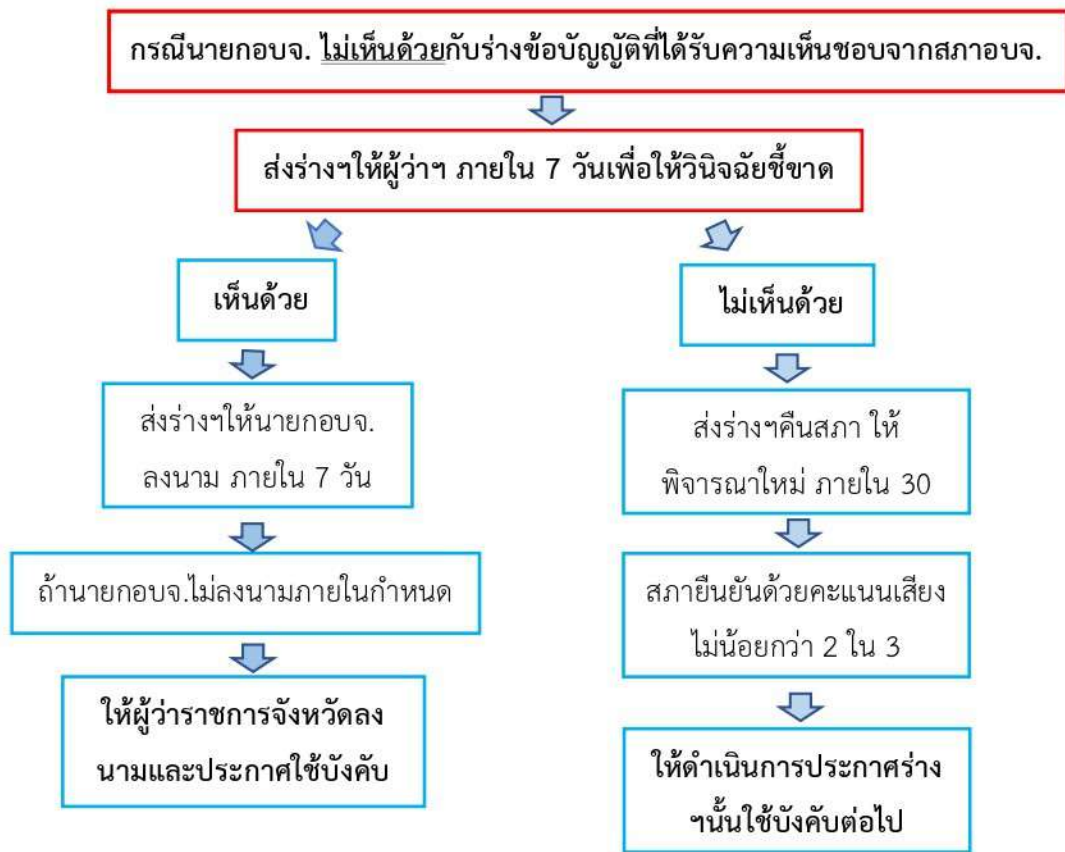 กรณีนายกอบจ. ไม่เห็นด้วยกับร่างข้อบัญญัติที่ได้รับความเห็นชอบจากสภาอบจ.
ส่งร่างฯให้ผู้ว่าฯ ภายใน 7 วันเพื่อให้วินิจฉัยชี้ขาด
เห็นด้วย
ส่งร่างฯให้นายกอบจ.
ลงนาม ภายใน 7 วัน
ถ้านายกอบจ.ไม่ลงนามภายในกำหนด
ให้ผู้ว่าราชการจังหวัดลง
นามและประกาศใช้บังคับ
ไม่เห็นด้วย
ส่งร่างฯคืนสภา ให้
พิจารณาใหม่ ภายใน 30
สภายืนยันด้วยคะแนนเสียง
ไม่น้อยกว่า 2 ใน 3
ให้ดำเนินการประกาศร่าง
ฯนั้นใช้บังคับต่อไป